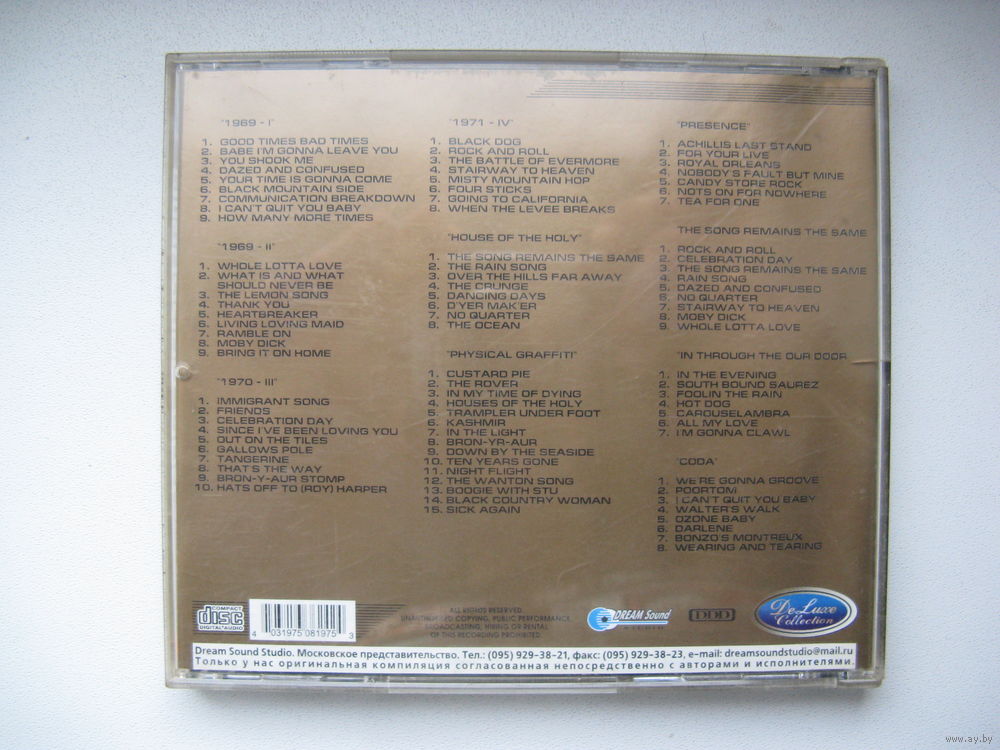 "1969 - I"
1. GOOD TIMES BAD TIMES
2. BABE I'M GONNA LEAVE YOU
3. YOU SHOOK ME
4. DAZED AND CONFUSED
5. YOUR TIME IS GONNA COME
6. BLACK MOUNTAIN SIDE
7. COMMUNICATION BREAKDOWN
8. I CAN'T QUIT YOU BABY
9. HOW MANY MORE TIMES
"1969 - II"
1. WHOLE LOTTA LOVE
2. WHAT IS AND WHAT
SHOULD NEVER BE
3. THE LEMON SONG
4. THANK YOU
5. HEARTBREAKER
6. LIVING LOVING MAID
7. RAMBLE ON
8. MOBY DICK
9. BRING IT ON HOME
"1970 - III"
1. IMMIGRANT SONG
2. FRIENDS
3. CELEBRATION DAY
4. SINCE I'VE BEEN LOVING YOU
5. OUT ON THE TILES
6. GALLOWS POLE
7. TANGERINE
8. THAT'S THE WAY
9. BRON-Y-AUR STOMP
10. HATS OFF TO (ROY) HARPER
"1971 - IV"
1. BLACK DOG
2. ROCK AND ROLL
3. THE BATTLE OF EVERMORE
4. STAIRWAY TO HEAVEN
5. MISTY MOUNTAIN HOP
6. FOUR STICKS
7. GOING TO CALIFORNIA
8. WHEN THE LEVEE BREAKS
"HOUSE OF THE HOLY"
1. THE SONG REMAINS THE SAME
2. THE RAIN SONG
3. OVER THE HILLS FAR AWAY
4. THE CRUNGE
5. DANCING DAYS
6. D'YER MAK'ER
7. NO QUARTER
8. THE OCEAN
"PHYSICAL GRAFFITI"
1. CUSTARD PIE
2. THE ROVER
3. IN MY TIME OF DYING
4. HOUSES OF THE HOLY
5. TRAMPLER UNDER FOOT
6. KASHMIR
7. IN THE LIGHT
8. BRON-YR-AUR
9. DOWN BY THE SEASIDE
10. TEN YEARS GONE
11. NIGHT FLIGHT
12. THE WANTON SONG
13. BOOGIE WITH STU
14. BLACK COUNTRY WOMAN
15. SICK AGAIN
"PRESENCE"
1. ACHILLIS LAST STAND
2. FOR YOUR LIVE
3. ROYAL ORLEANS
4. NOBODY'S FAULT BUT MINE
5. CANDY STORE ROCK
6. NOTS ON FOR NOWHERE
7. TEA FOR ONE
THE SONG REMAINS THE SAME
1. ROCK AND ROLL
2. CELEBRATION DAY
3. THE SONG REMAINS THE SAME
4. RAIN SONG
5. DAZED AND CONFUSED
6. NO QUARTER
7. STAIRWAY TO HEAVEN
8. MOBY DICK
9. WHOLE LOTTA LOVE
"IN THROUGH THE OUR DOOR
1. IN THE EVENING
2. SOUTH BOUND SAUREZ
3. FOOLIN THE RAIN
4. HOT DOG
5. CAROUSELAMBRA
6. ALL MY LOVE
7. I'M GONNA CLAWL
"CODA"
1. WE'RE GONNA GROOVE
2. POORTOM
3. I CAN'T QUIT YOU BABY
4. WALTER'S WALK
5. OZONE BABY
6. DARLENE
7. BONZO'S MONTREUX
8. WEARING AND TEARING
COMPACT
disc
DIGITAL AUDIO
4 031975 081975 3
ALL RIGHTS RESERVED
UNAUTHORIZED COPYING, PUBLIC PERFORMANCE,
BROADCASTING, HIRING OR RENTAL
OF THIS RECORDING PROHIBITED.
DREAM Sound
STUDIO
DDD
De Luxe
Collection
Dream Sound Studio. Московское представительство. Тел.: (095) 929-38-21, факс: (095) 929-38-23, e-mail: dreamsoundstudio@mail.ru
Только у нас оригинальная компиляция согласованная непосредственно с авторами и исполнителями.
www.ay.by